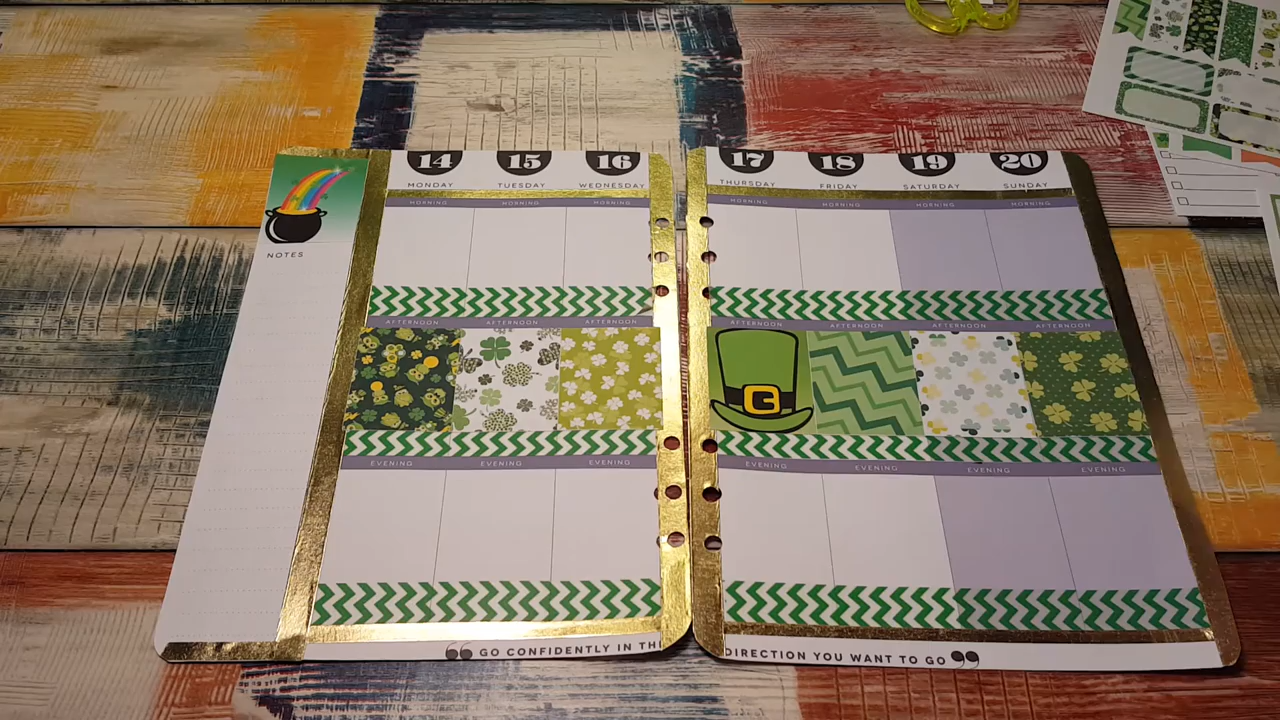 14 15 16 17 18 19 20
MONDAY TUESDAY WEDNESDAY THURSDAY FRIDAY SATURDAY SUNDAY
MORNING MORNING MORNING MORNING MORNING MORNING MORNING
NOTES
AFTERNOON AFTERNOON AFTERNOON AFTERNOON AFTERNOON AFTERNOON AFTERNOON
EVENING EVENING EVENING EVENING EVENING EVENING EVENING
“ GO CONFIDENTLY IN THE DIRECTION YOU WANT TO GO ”